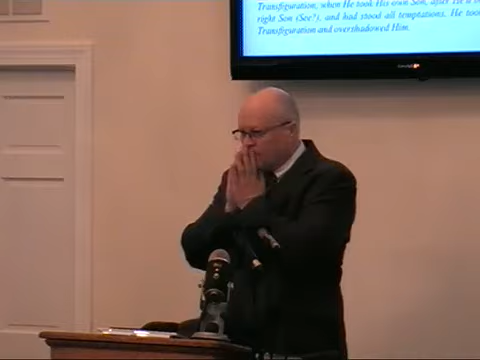 Transfiguration, when He took His own Son, after He'd
right Son (See?), and had stood all temptations. He took
Transfiguration and overshadowed Him.